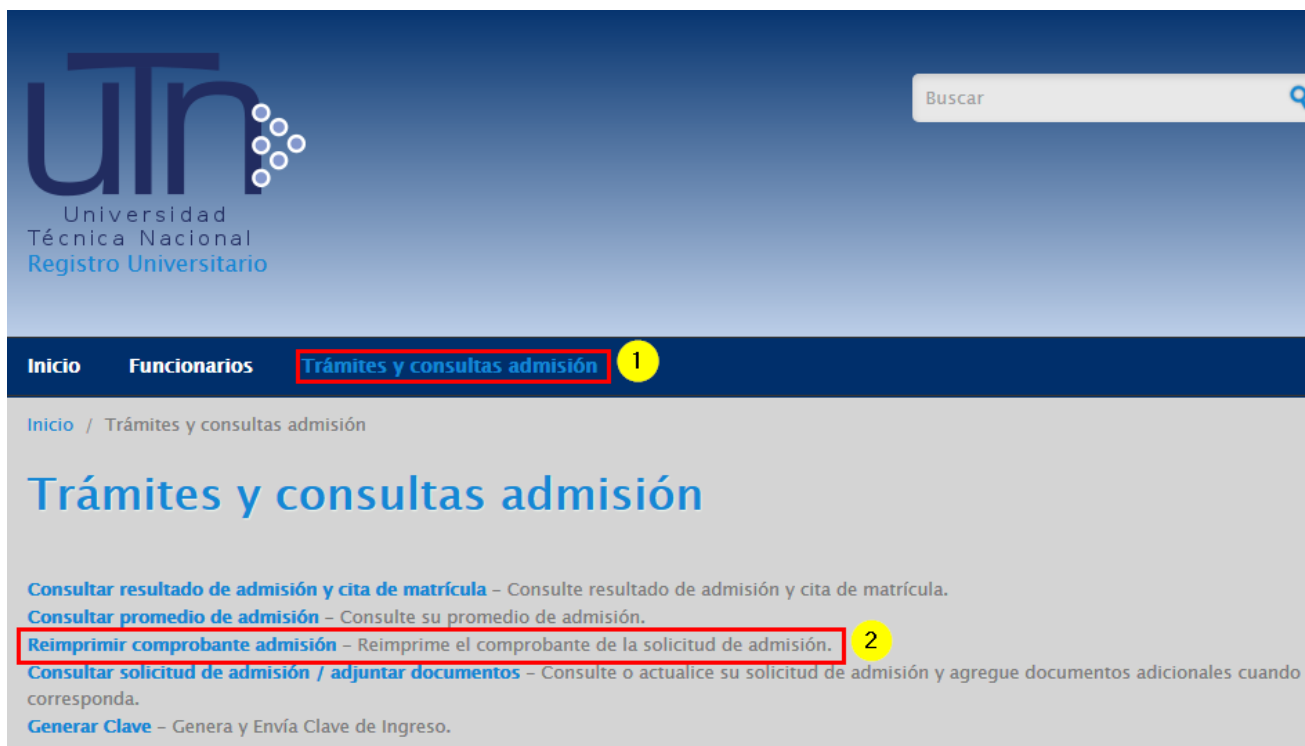 utn
Buscar
Universidad
Técnica Nacional
Registro Universitario
Inicio Funcionarios Trámites y consultas admisión 1
Inicio / Trámites y consultas admisión
Trámites y consultas admisión
Consultar resultado de admisión y cita de matrícula – Consulte resultado de admisión y cita de matrícula.
Consultar promedio de admisión – Consulte su promedio de admisión.
Reimprimir comprobante admisión – Reimprime el comprobante de la solicitud de admisión. 2
Consultar solicitud de admisión / adjuntar documentos – Consulte o actualice su solicitud de admisión y agregue documentos adicionales cuando
corresponda.
Generar Clave – Genera y Envía Clave de Ingreso.